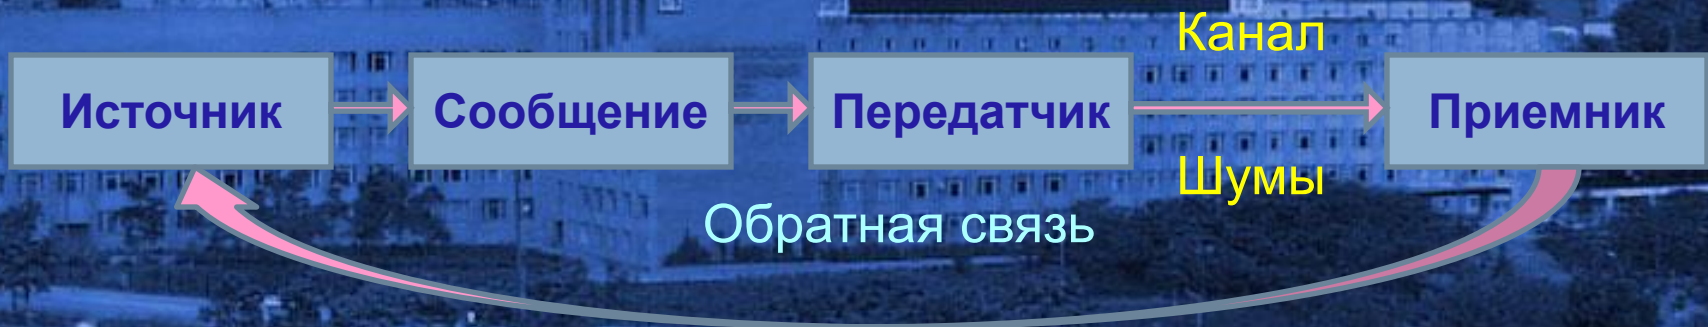 Канал
Источник
Сообщение
Передатчик
Приемник
Шумы
Обратная связь